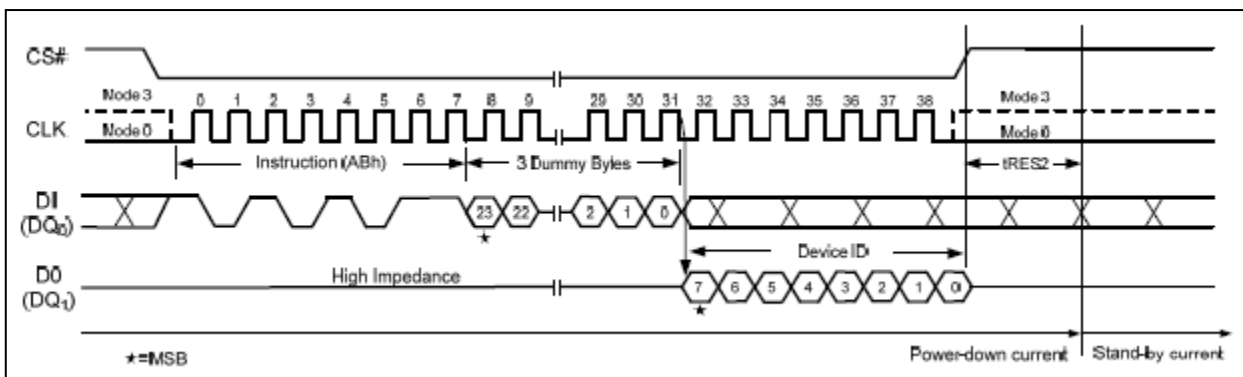 CS#
Mode 3 0 1 2 3 4 5 6 7 8 9 29 30 31 32 33 34 35 36 37 38 Mode 3
CLK Mode 0 Mode 0
Instruction (ABh) 3 Dummy Bytes tRES2
DI
(DQ0) 23 22 2 1 0
★
Device ID
DO
(DQ1) High Impedance 7 6 5 4 3 2 1 0
★
★=MSB Power-down current Stand-by current